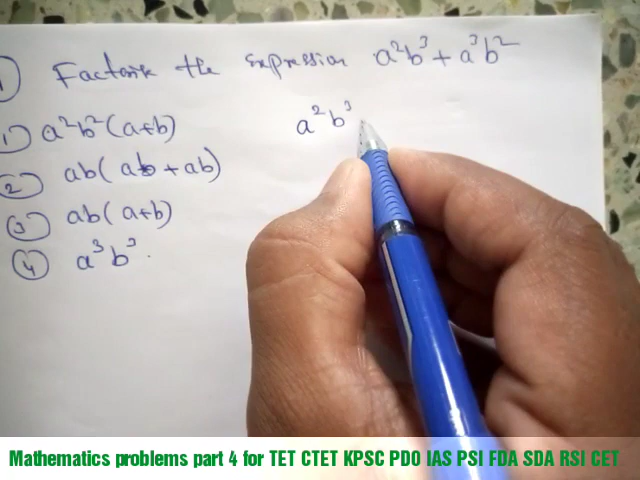 1 Factorise the expression a²b³ + a³b²
1) a²b² (a+b)
a²b³
2 ab( ab + ab)
3 ab( a+b)
4 a³b³.
Mathematics problems part 4 for TET CTET KPSC PDO IAS PSI FDA SDA RSI CET